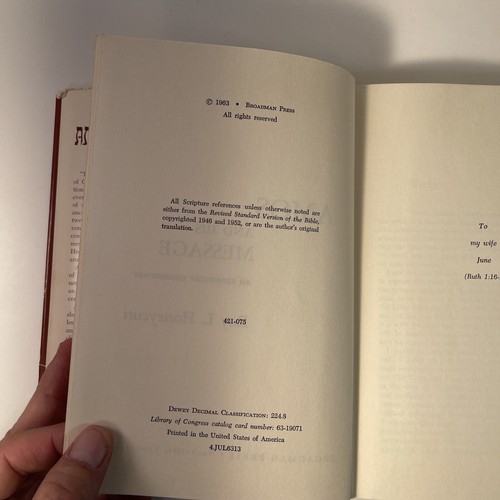 © 1963 • Broadman Press
All rights reserved
All Scripture references unless otherwise noted are
either from the Revised Standard Version of the Bible,
copyrighted 1946 and 1952, or are the author's original
translation.
421-075
Dewey Decimal Classification: 224.8
Library of Congress catalog card number: 63-19071
Printed in the United States of America
4.JUL6313
To
my wife
June
(Ruth 1:16-